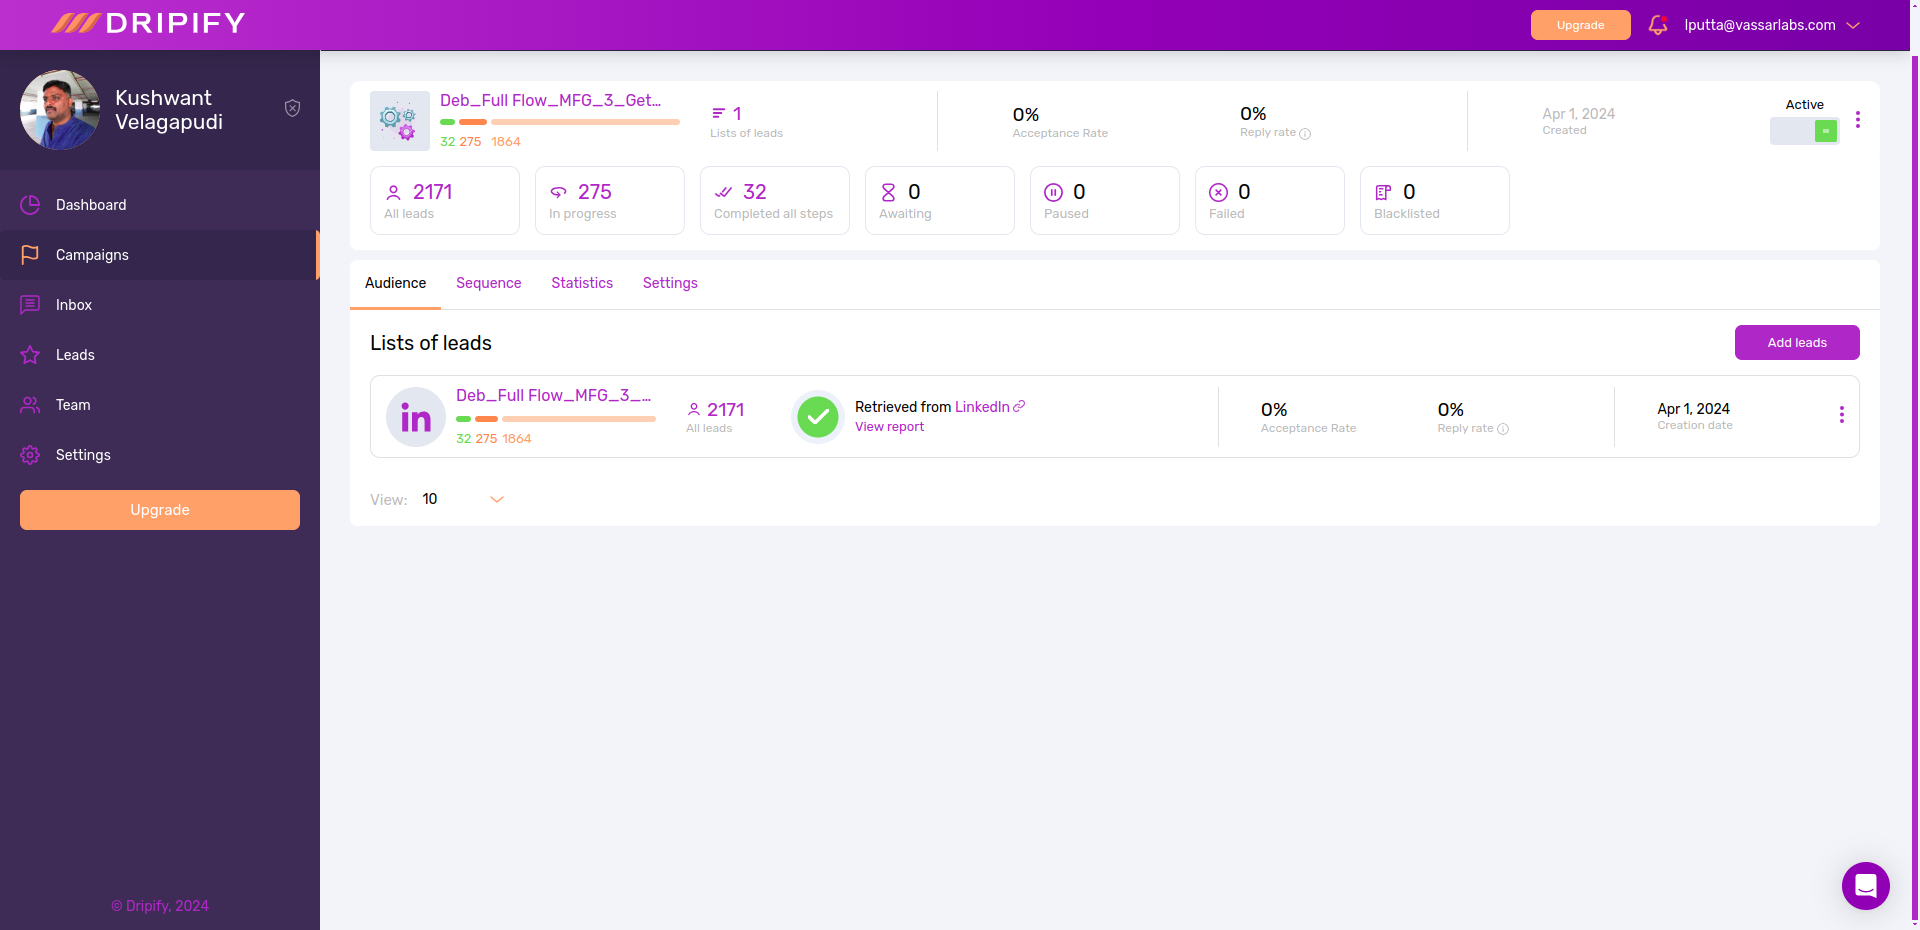 DRIPIFY
Upgrade
lputta@vassarlabs.com
Kushwant
Velagapudi
Dashboard
Campaigns
Inbox
Leads
Team
Settings
Upgrade
© Dripify, 2024
Deb_Full Flow_MFG_3_Get...
32 275 1864
1
Lists of leads
0%
Acceptance Rate
0%
Reply rate
Apr 1, 2024
Created
Active
2171
All leads
275
In progress
32
Completed all steps
0
Awaiting
0
Paused
0
Failed
0
Blacklisted
Audience Sequence Statistics Settings
Lists of leads
Add leads
in
Deb_Full Flow_MFG_3_...
32 275 1864
2171
All leads
Retrieved from LinkedIn
View report
0%
Acceptance Rate
0%
Reply rate
Apr 1, 2024
Creation date
View: 10